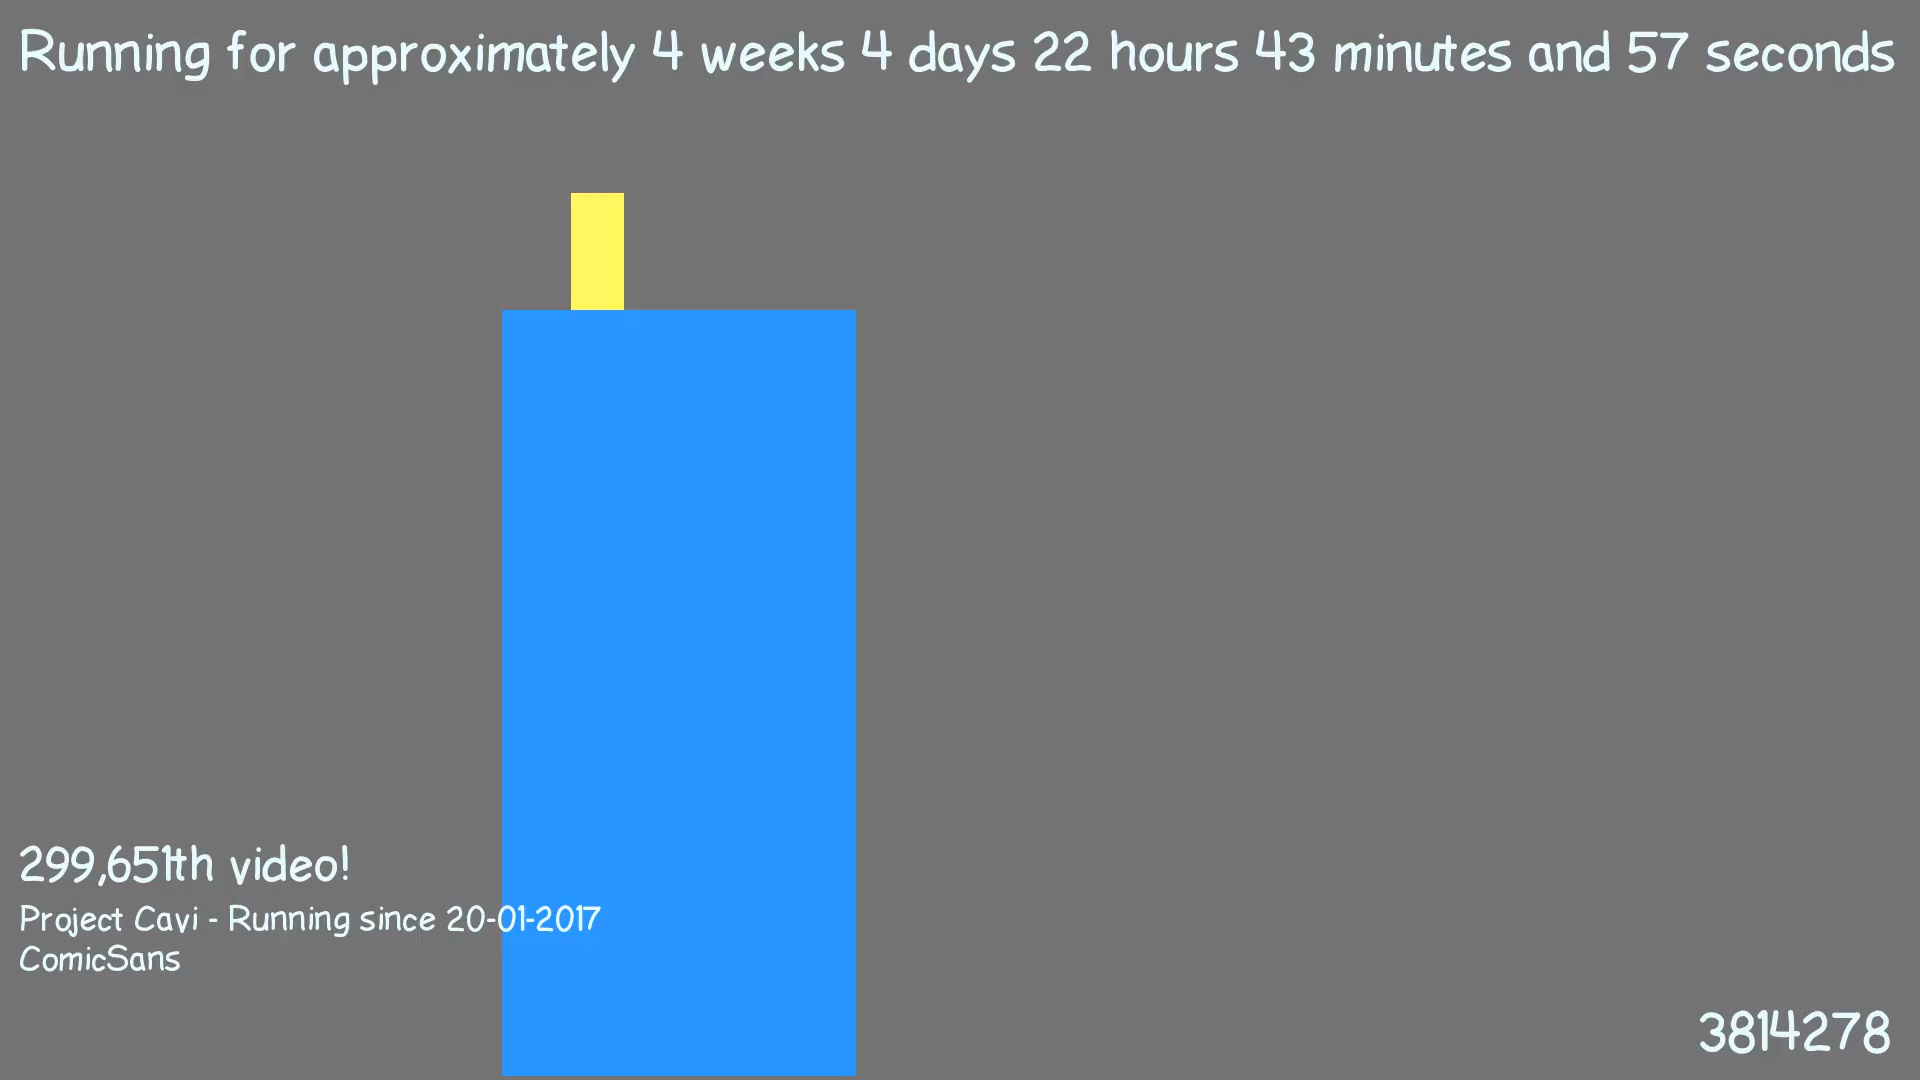 Running for approximately 4 weeks 4 days 22 hours 43 minutes and 57 seconds
299,651th video!
Project Cavi - Running since 20-01-2017
ComicSans
3814278